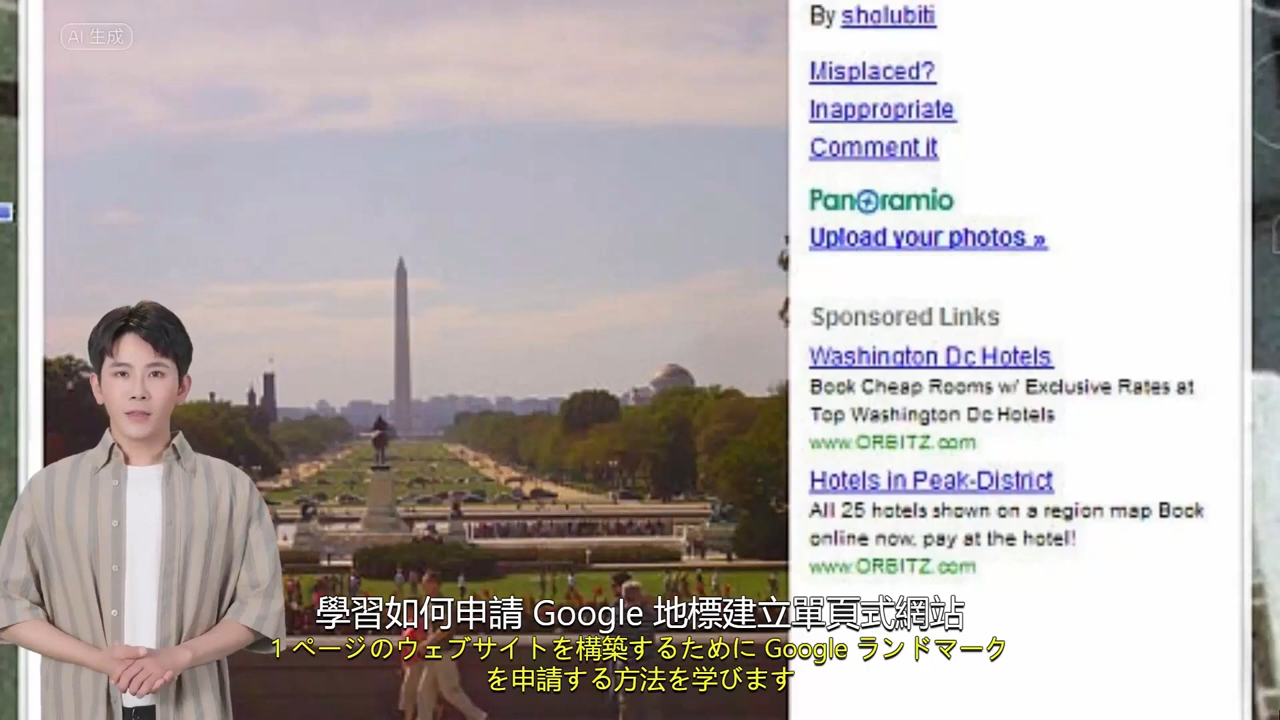 AI 生成
By sholubiti
Misplaced?
Inappropriate
Comment it
Panoramio
Upload your photos »
Sponsored Links
Washington Dc Hotels
Book Cheap Rooms w/ Exclusive Rates at
Top Washington Dc Hotels
www.ORBITZ.com
Hotels in Peak-District
All 25 hotels shown on a region map Book
online now, pay at the hotel!
www.ORBITZ.com
學習如何申請 Google 地標建立單頁式網站
1 ページのウェブサイトを構築するために Google ランドマーク
を申請する方法を学びます